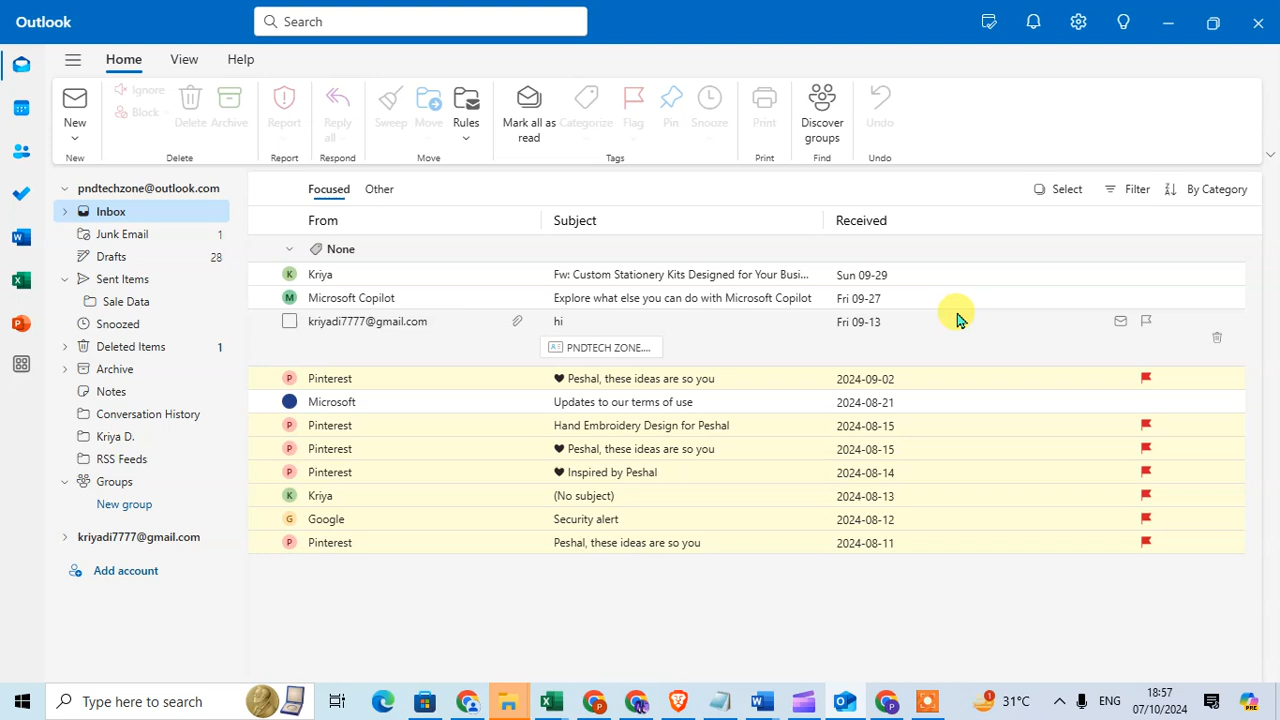 Outlook
Search
Home View Help
New
Ignore
Block
Delete
Archive
Report
Reply all
Sweep
Move
Rules
Mark all as read
Categorize
Flag
Pin
Snooze
Print
Discover groups
Undo
New Delete Report Respond Move Tags Print Find Undo
pndtechzone@outlook.com
Inbox
Junk Email 1
Drafts 28
Sent Items
Sale Data
Snoozed
Deleted Items 1
Archive
Notes
Conversation History
Kriya D.
RSS Feeds
Groups
New group
kriyadi7777@gmail.com
Add account
Focused Other Select Filter By Category
From Subject Received
None
K Kriya Fw: Custom Stationery Kits Designed for Your Busi... Sun 09-29
M Microsoft Copilot Explore what else you can do with Microsoft Copilot Fri 09-27
kriyadi7777@gmail.com hi Fri 09-13
PNDTECH ZONE....
P Pinterest ♥ Peshal, these ideas are so you 2024-09-02
Microsoft Updates to our terms of use 2024-08-21
P Pinterest Hand Embroidery Design for Peshal 2024-08-15
P Pinterest ♥ Peshal, these ideas are so you 2024-08-15
P Pinterest ♥ Inspired by Peshal 2024-08-14
K Kriya (No subject) 2024-08-13
G Google Security alert 2024-08-12
P Pinterest Peshal, these ideas are so you 2024-08-11
Type here to search
31°C
ENG
18:57
07/10/2024